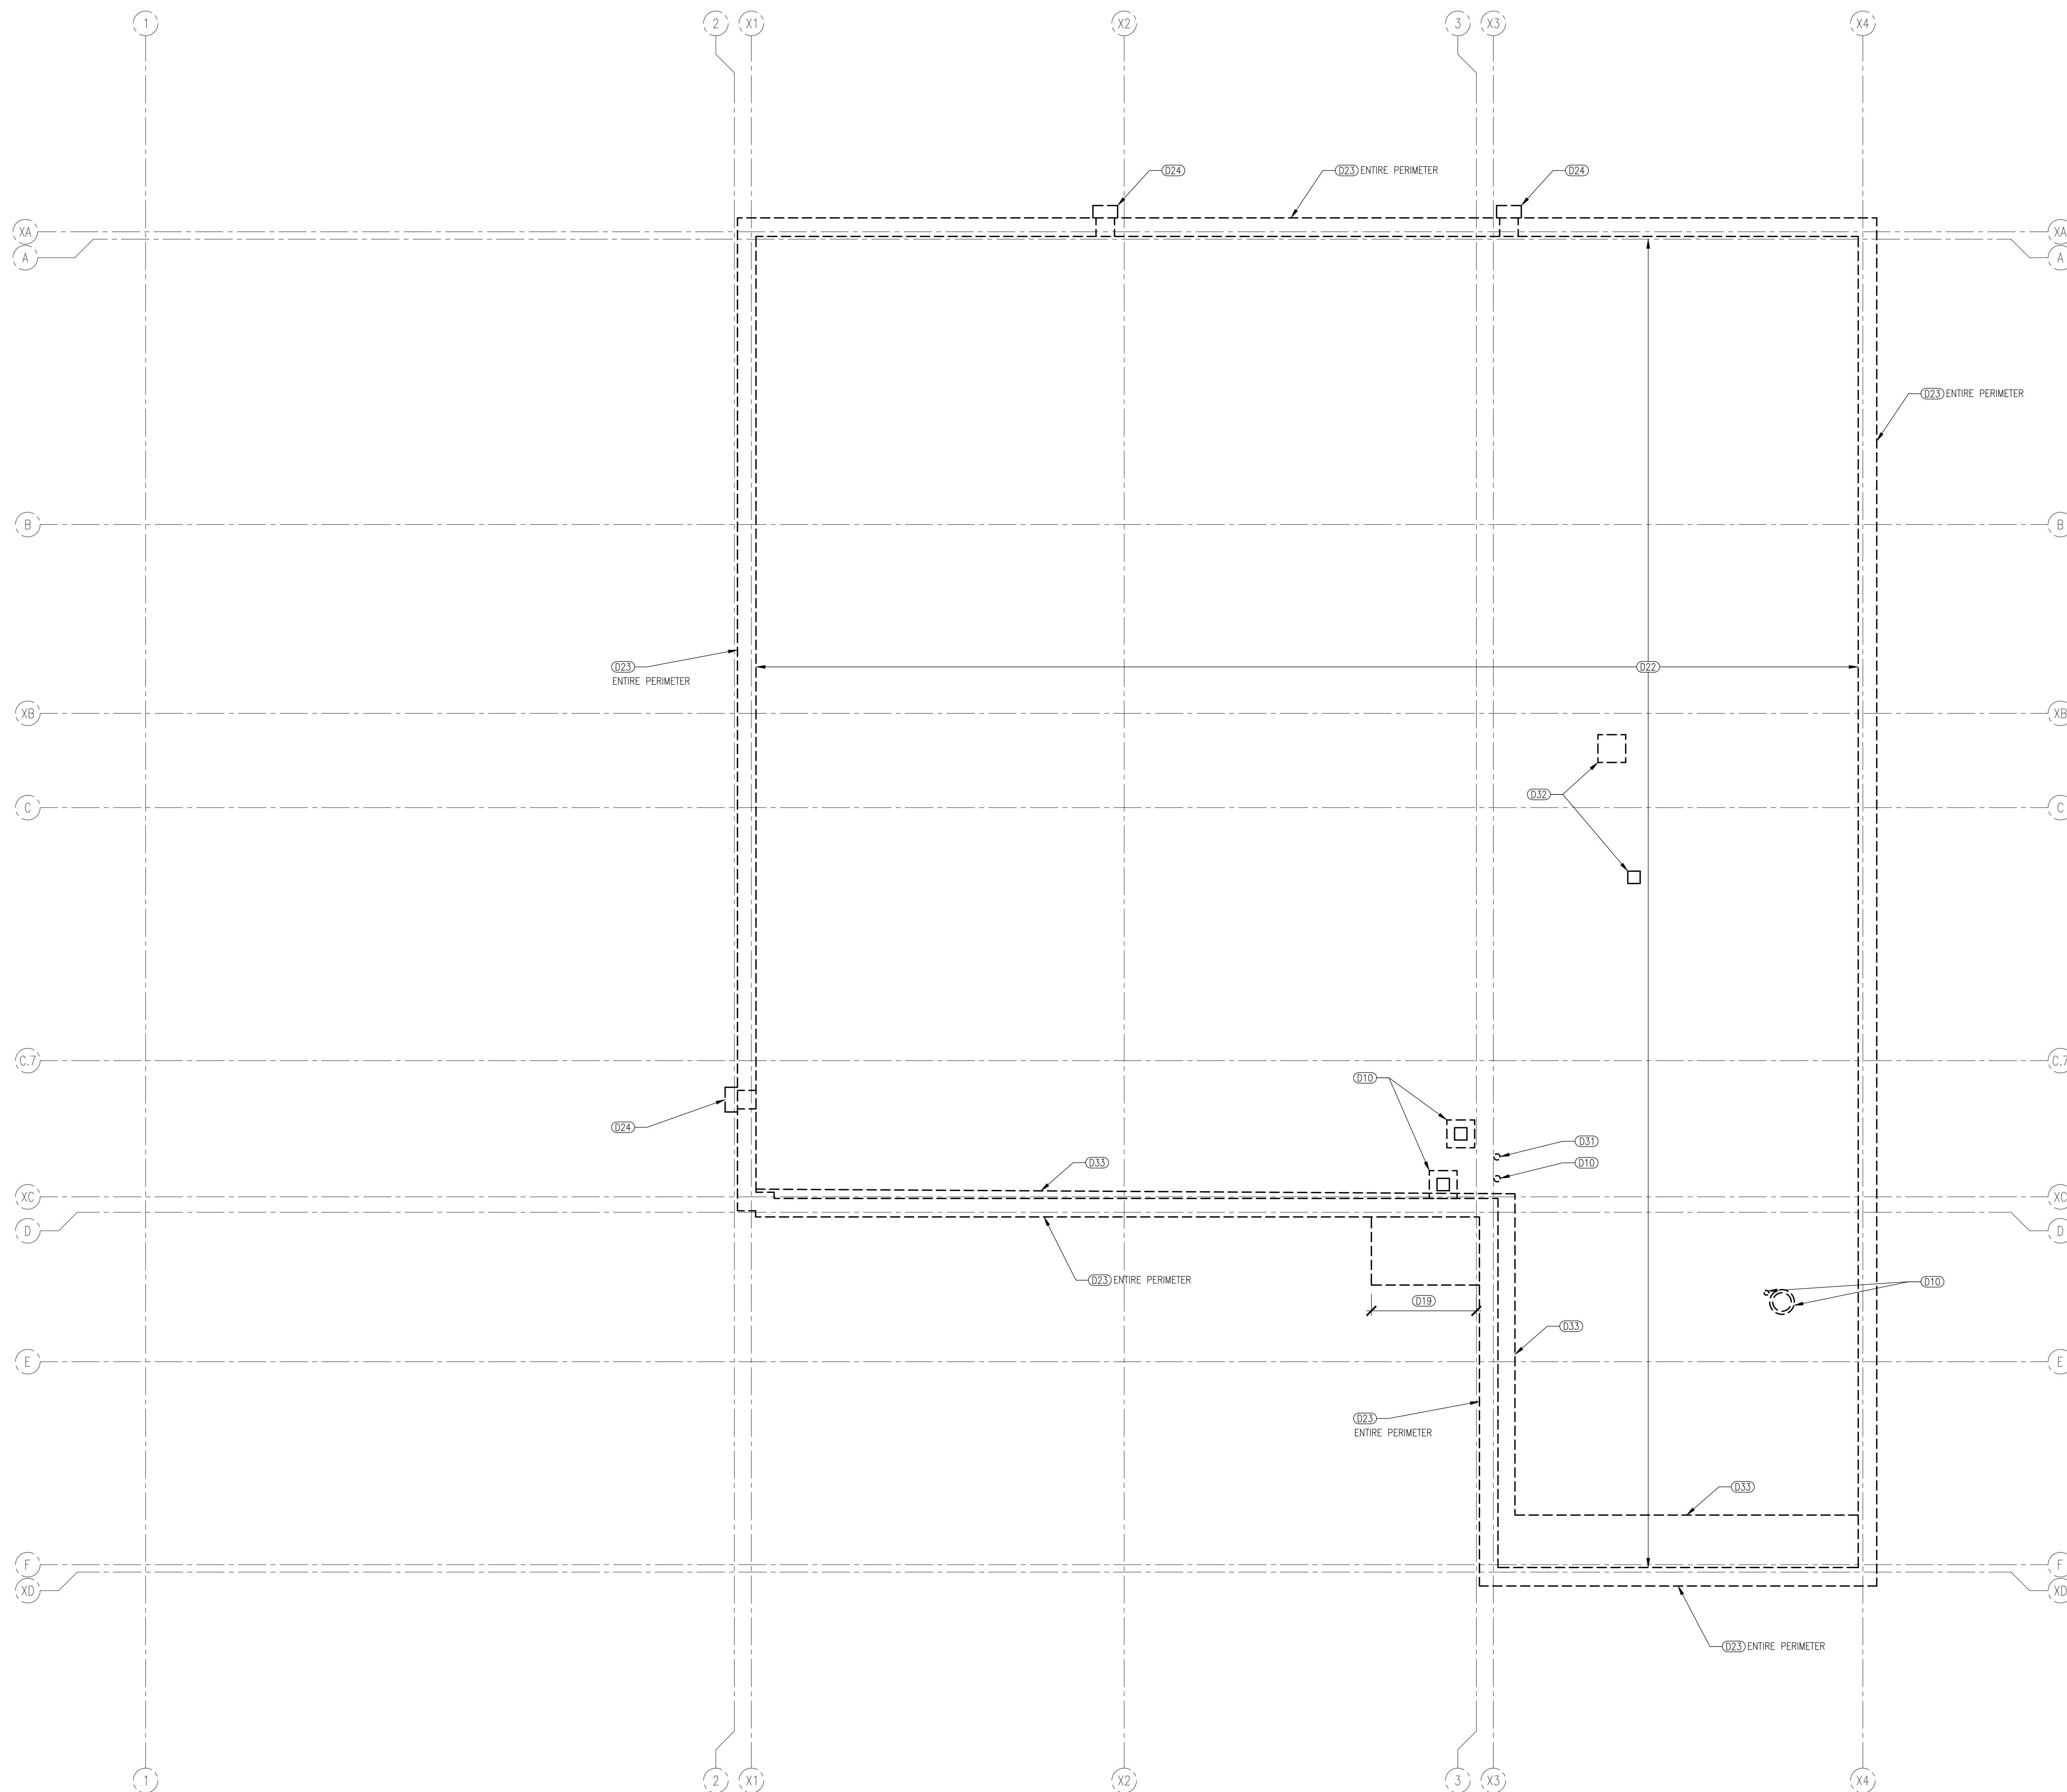 1
2
X1
X2
3
X3
X4
D24
D23 ENTIRE PERIMETER
D24
XA
XA
A
A
D23 ENTIRE PERIMETER
B
B
D23
ENTIRE PERIMETER
D22
XB
XB
D32
C
C
C.7
C.7
D10
D24
D31
D33
D10
XC
XC
D
D
D23 ENTIRE PERIMETER
D10
D19
D33
E
E
D23
ENTIRE PERIMETER
D33
F
F
XD
XD
D23 ENTIRE PERIMETER
1
2
X1
X2
3
X3
X4